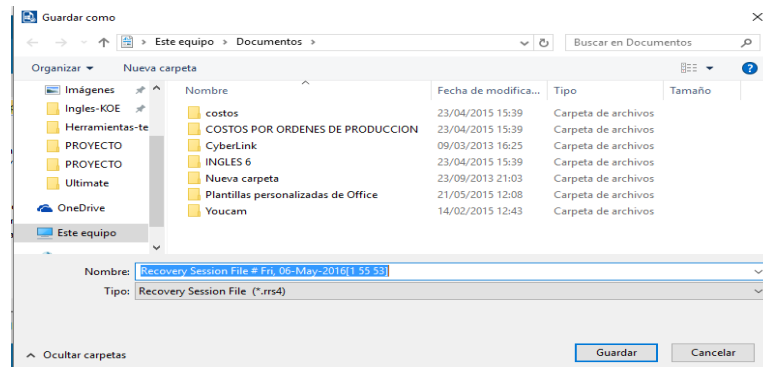 Guardar como
Este equipo > Documentos >
Buscar en Documentos
Organizar
Nueva carpeta
Imágenes
Ingles-KOE
Herramientas-te
PROYECTO
PROYECTO
Ultimate
OneDrive
Este equipo
Nombre Fecha de modifica... Tipo Tamaño
costos 23/04/2015 15:39 Carpeta de archivos
COSTOS POR ORDENES DE PRODUCCION 23/04/2015 15:39 Carpeta de archivos
CyberLink 09/03/2013 16:25 Carpeta de archivos
INGLES 6 23/04/2015 15:39 Carpeta de archivos
Nueva carpeta 23/09/2013 21:03 Carpeta de archivos
Plantillas personalizadas de Office 21/05/2015 12:08 Carpeta de archivos
Youcam 14/02/2015 12:43 Carpeta de archivos
Nombre: Recovery Session File # Fri, 06-May-2016[1 55 53]
Tipo: Recovery Session File (*.rrs4)
Ocultar carpetas
Guardar
Cancelar